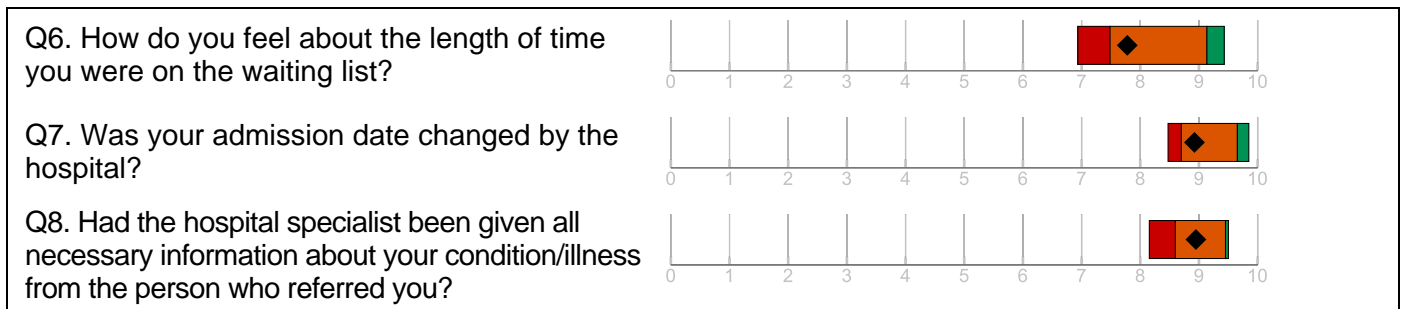 Q6. How do you feel about the length of time
you were on the waiting list?
0 1 2 3 4 5 6 7 8 9 10
Q7. Was your admission date changed by the
hospital?
0 1 2 3 4 5 6 7 8 9 10
Q8. Had the hospital specialist been given all
necessary information about your condition/illness
from the person who referred you?
0 1 2 3 4 5 6 7 8 9 10